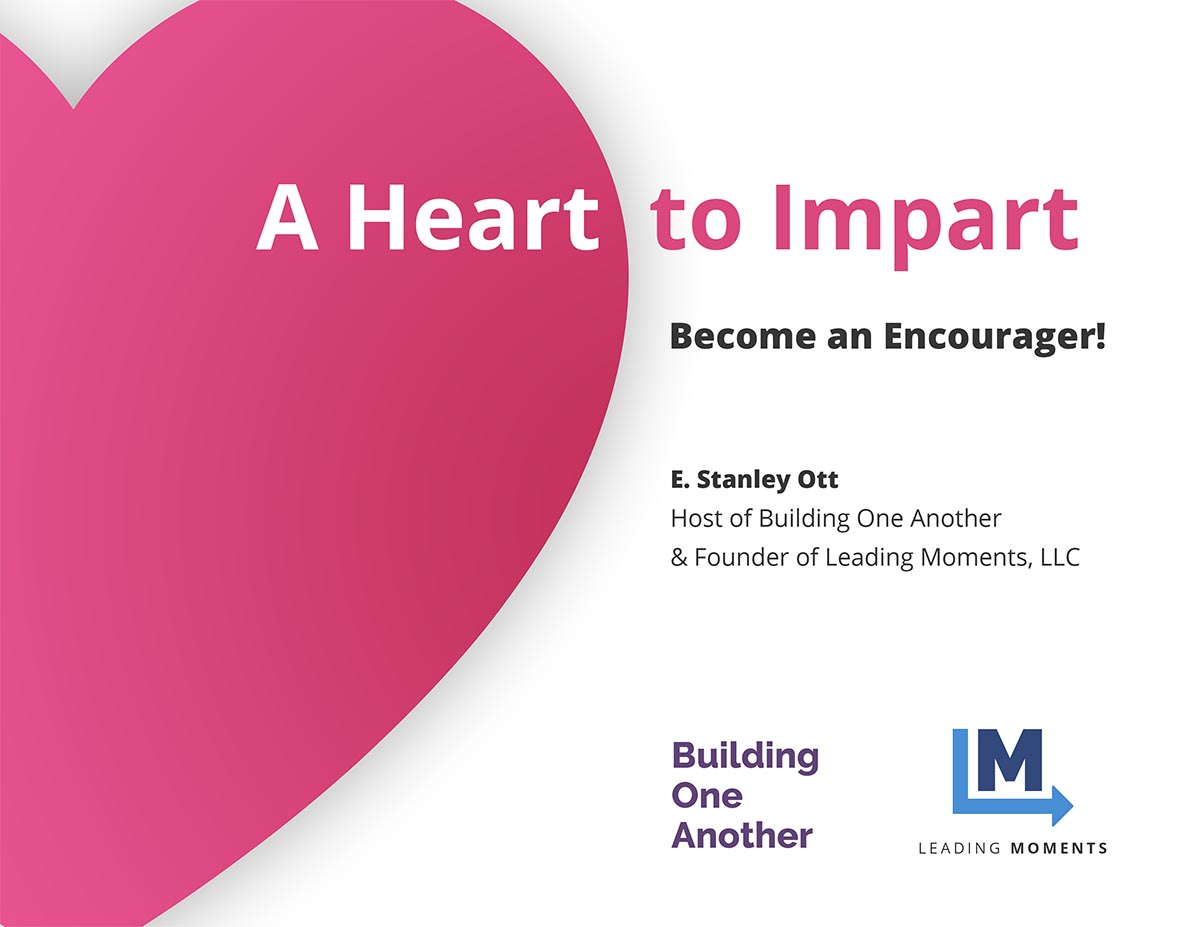 A Heart to Impart
Become an Encourager!
E. Stanley Ott
Host of Building One Another
& Founder of Leading Moments, LLC
Building
One
Another
LM
LEADING MOMENTS